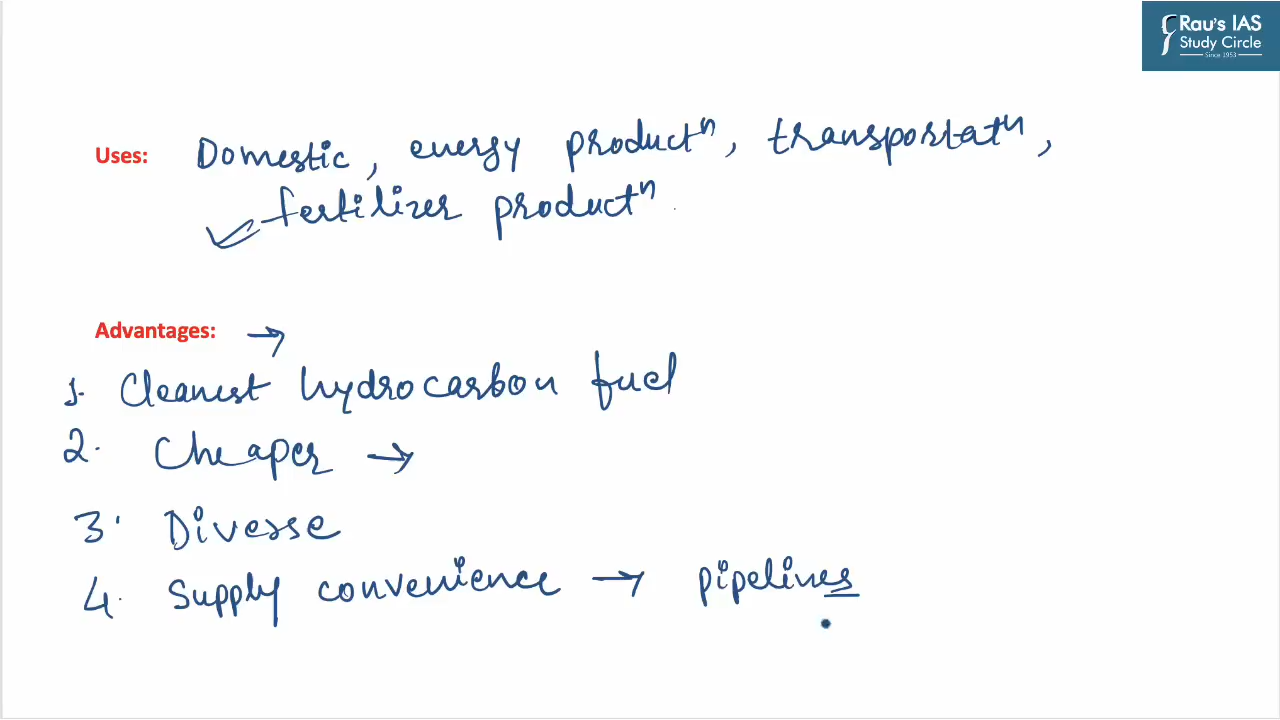 Rau's IAS
Study Circle
Since 1953
Uses: Domestic, energy productⁿ, transportatⁿ,
fertilizer productⁿ
Advantages: →
1. Cleanest hydrocarbon fuel
2. Cheaper →
3. Diverse
4. Supply convenience → pipelines